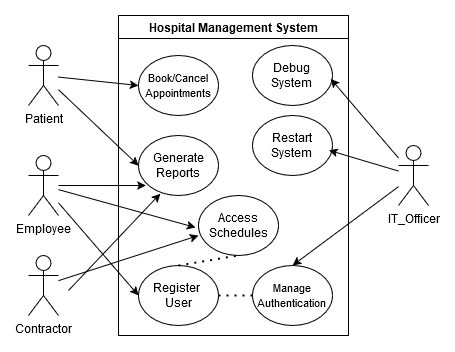 Hospital Management System
Book/Cancel
Appointments
Debug
System
Patient
Generate
Reports
Restart
System
Employee
Access
Schedules
IT_Officer
Register
User
Manage
Authentication
Contractor